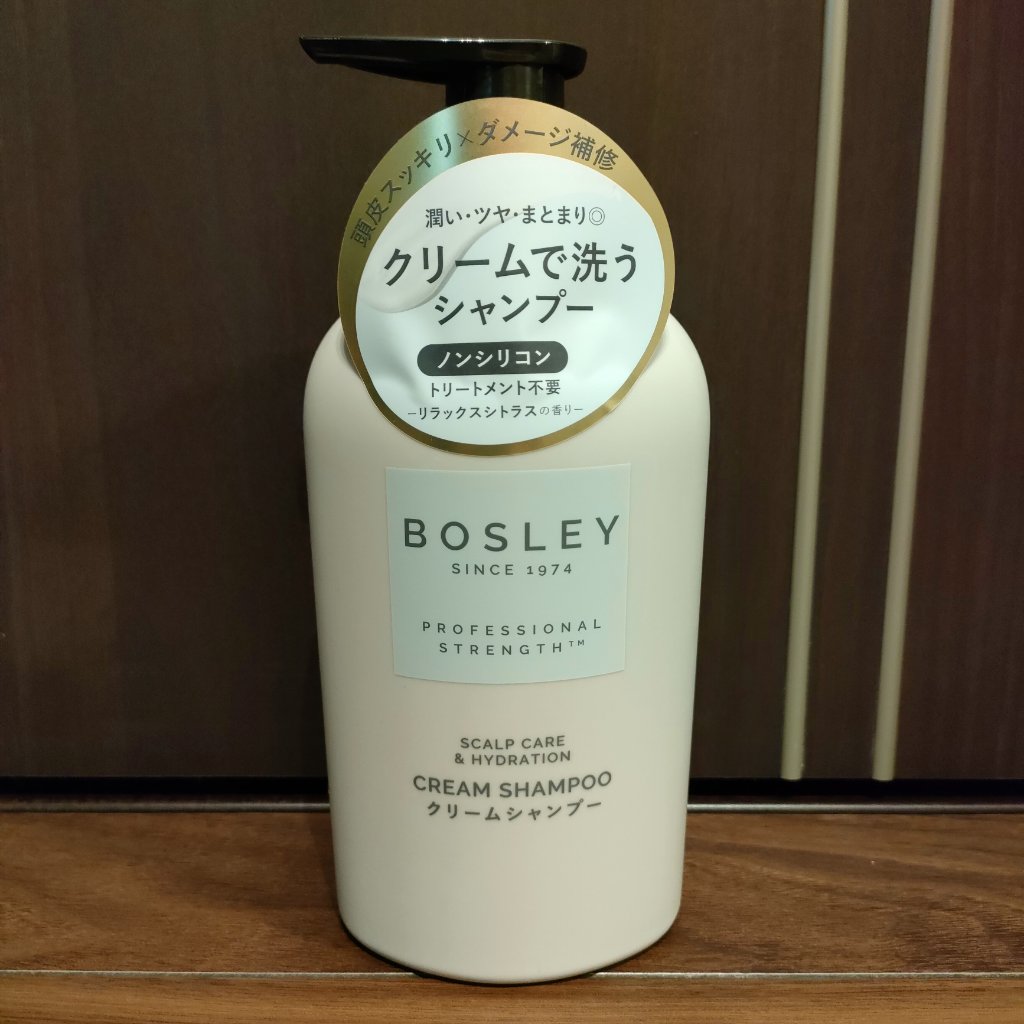 頭皮スッキリ×ダメージ補修
潤い・ツヤ・まとまり◎
クリームで洗う
シャンプー
ノンシリコン
トリートメント不要
−リラックスシトラスの香り−
BOSLEY
SINCE 1974
PROFESSIONAL
STRENGTH™
SCALP CARE
& HYDRATION
CREAM SHAMPOO
クリームシャンプー